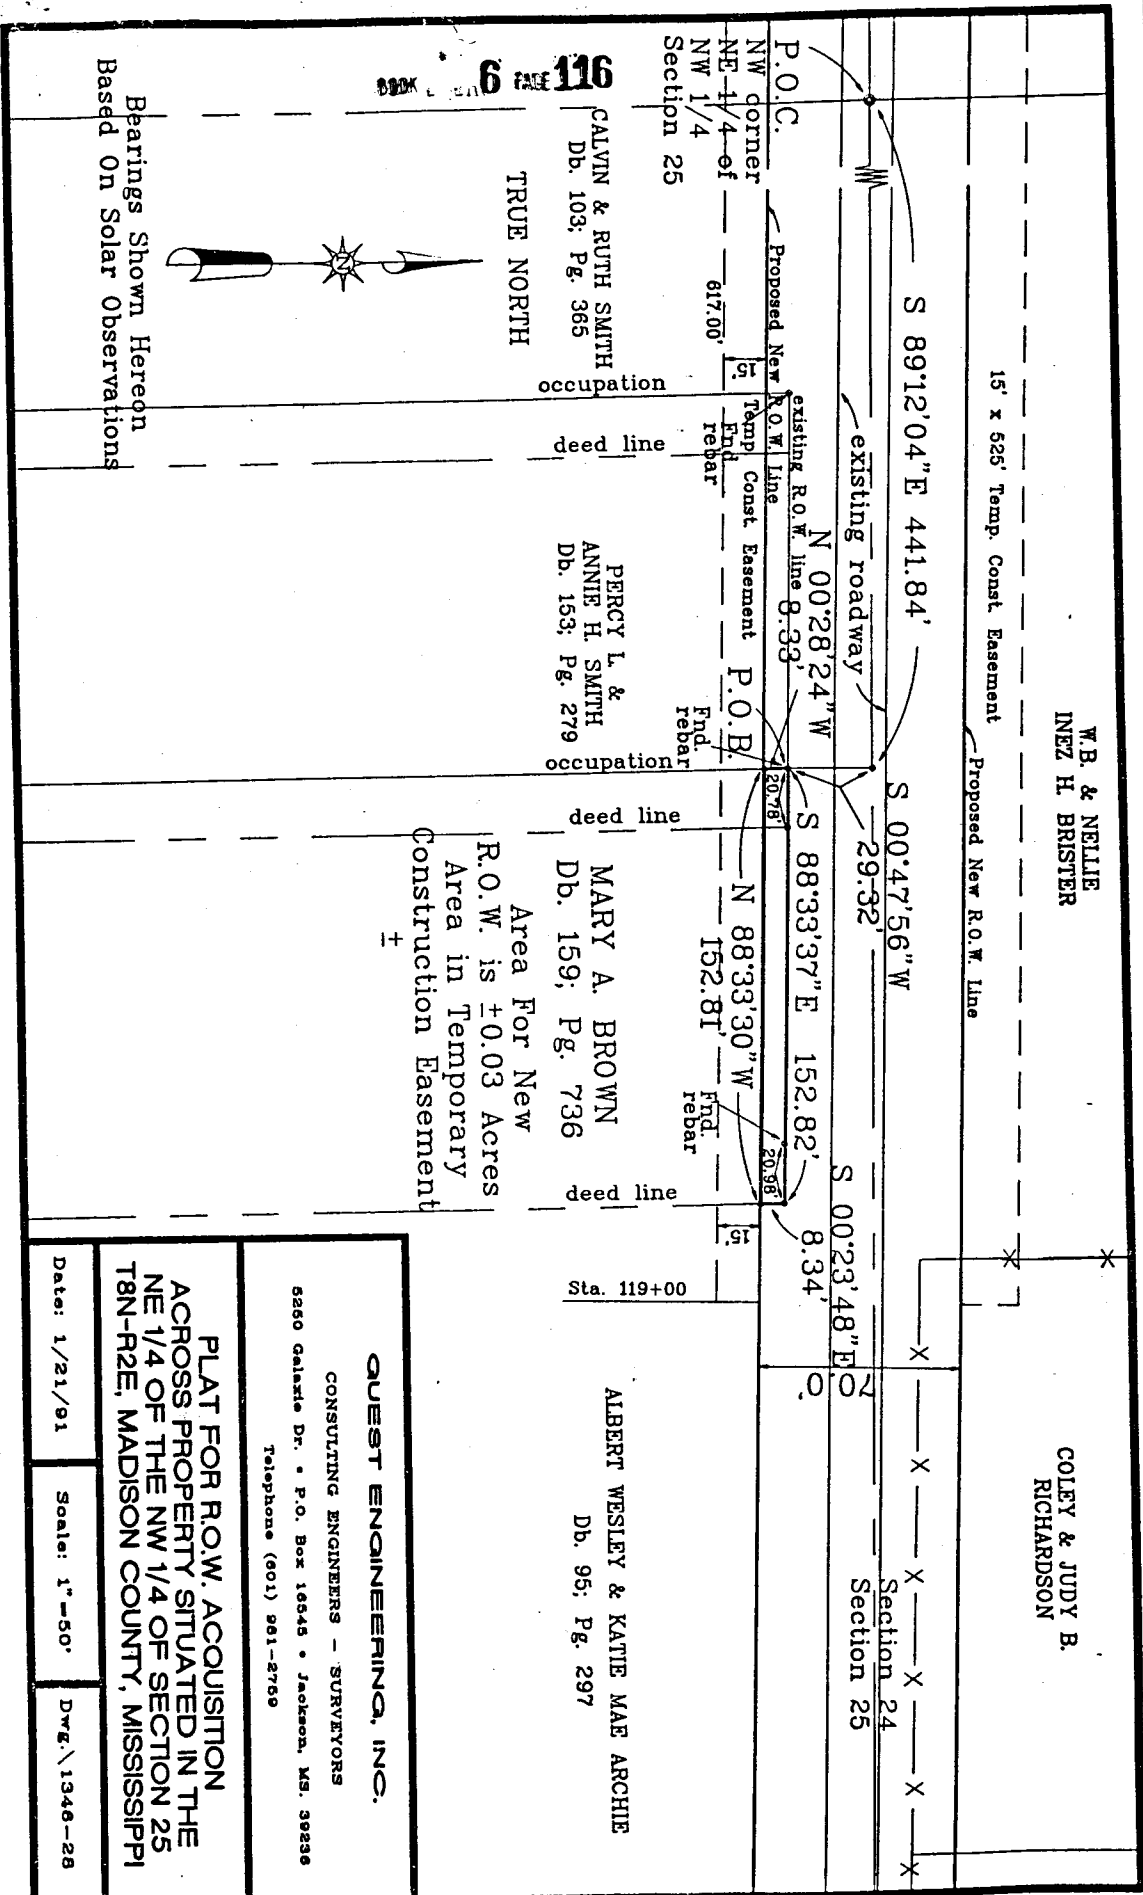 W.B. & NELLIE
INEZ H. BRISTER
COLEY & JUDY B.
RICHARDSON
15' x 525' Temp. Const. Easement
Proposed New R.O.W. Line
S 89°12'04"E 441.84'
S 00°47'56"W
29.32'
existing roadway
Section 24
Section 25
P.O.C.
NW corner
NE 1/4 of
NW 1/4
Section 25
N 00°28'24"W
8.33'
S 88°33'37"E 152.82'
S 00°23'48"E
8.34'
70.0'
existing R.O.W. line
Proposed New R.O.W. Line
Temp Const. Easement
P.O.B.
20.78'
20.98'
N 88°33'30"W
152.81'
617.00'
15'
Fnd
rebar
Fnd.
rebar
Fnd.
rebar
15'
occupation
deed line
occupation
deed line
deed line
Sta. 119+00
BOOK 6 PAGE 116
CALVIN & RUTH SMITH
Db. 103; Pg. 365
PERCY L. &
ANNIE H. SMITH
Db. 153; Pg. 279
MARY A. BROWN
Db. 159; Pg. 736
Area For New
R.O.W. is ±0.03 Acres
Area in Temporary
Construction Easement
±
ALBERT WESLEY & KATIE MAE ARCHIE
Db. 95; Pg. 297
TRUE NORTH
N
Bearings Shown Hereon
Based On Solar Observations
QUEST ENGINEERING, INC.
CONSULTING ENGINEERS - SURVEYORS
5250 Galaxie Dr. • P.O. Box 16545 • Jackson, MS. 39236
Telephone (601) 981-2759
PLAT FOR R.O.W. ACQUISITION
ACROSS PROPERTY SITUATED IN THE
NE 1/4 OF THE NW 1/4 OF SECTION 25
T8N-R2E, MADISON COUNTY, MISSISSIPPI
Date: 1/21/91
Scale: 1"=50'
Dwg.\1346-28